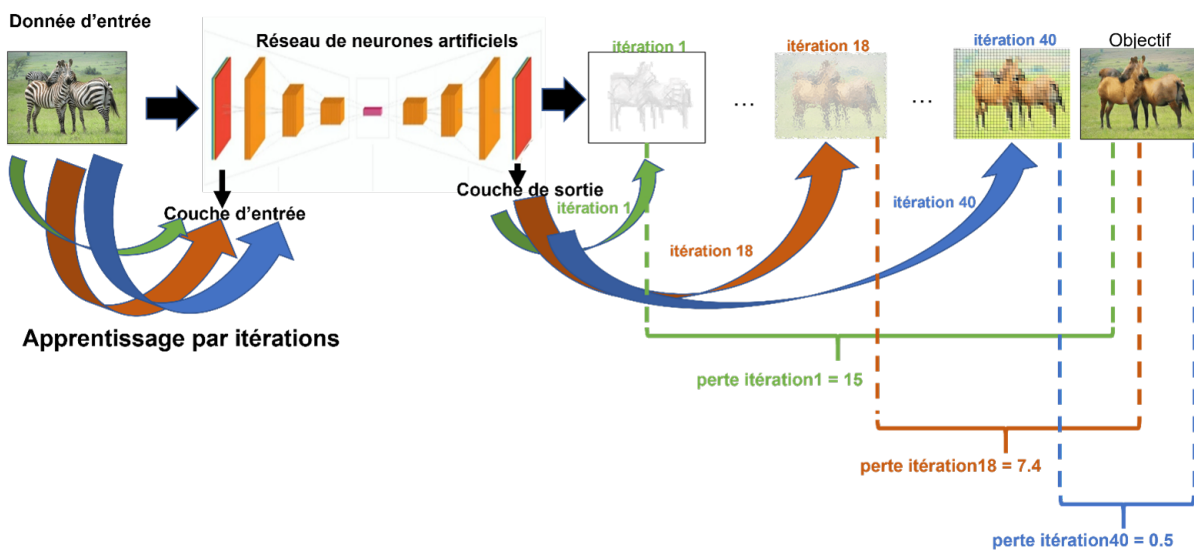 Donnée d'entrée
Réseau de neurones artificiels
itération 1
itération 18
itération 40
Objectif
...
...
Couche d'entrée
Couche de sortie
itération 1
itération 18
itération 40
Apprentissage par itérations
perte itération1 = 15
perte itération18 = 7.4
perte itération40 = 0.5